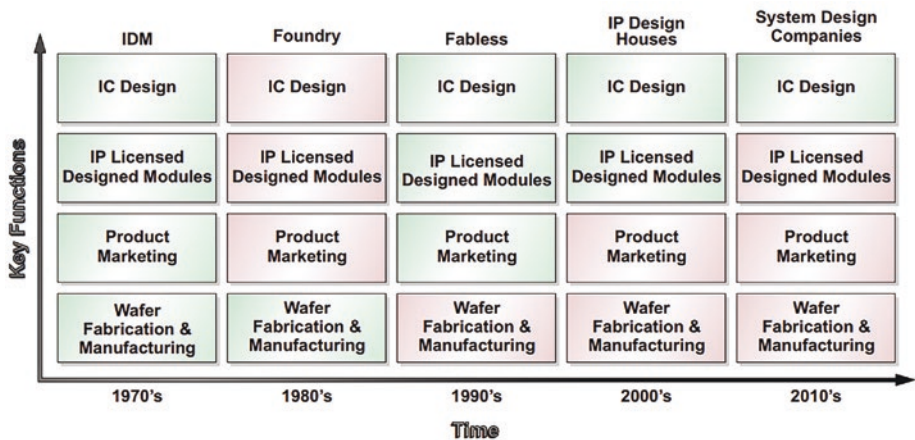 IDM
Foundry
Fabless
IP Design
Houses
System Design
Companies
IC Design
IC Design
IC Design
IC Design
IC Design
IP Licensed
Designed Modules
IP Licensed
Designed Modules
IP Licensed
Designed Modules
IP Licensed
Designed Modules
IP Licensed
Designed Modules
Product
Marketing
Product
Marketing
Product
Marketing
Product
Marketing
Product
Marketing
Wafer
Fabrication &
Manufacturing
Wafer
Fabrication &
Manufacturing
Wafer
Fabrication &
Manufacturing
Wafer
Fabrication &
Manufacturing
Wafer
Fabrication &
Manufacturing
Key Functions
1970's
1980's
1990's
2000's
2010's
Time